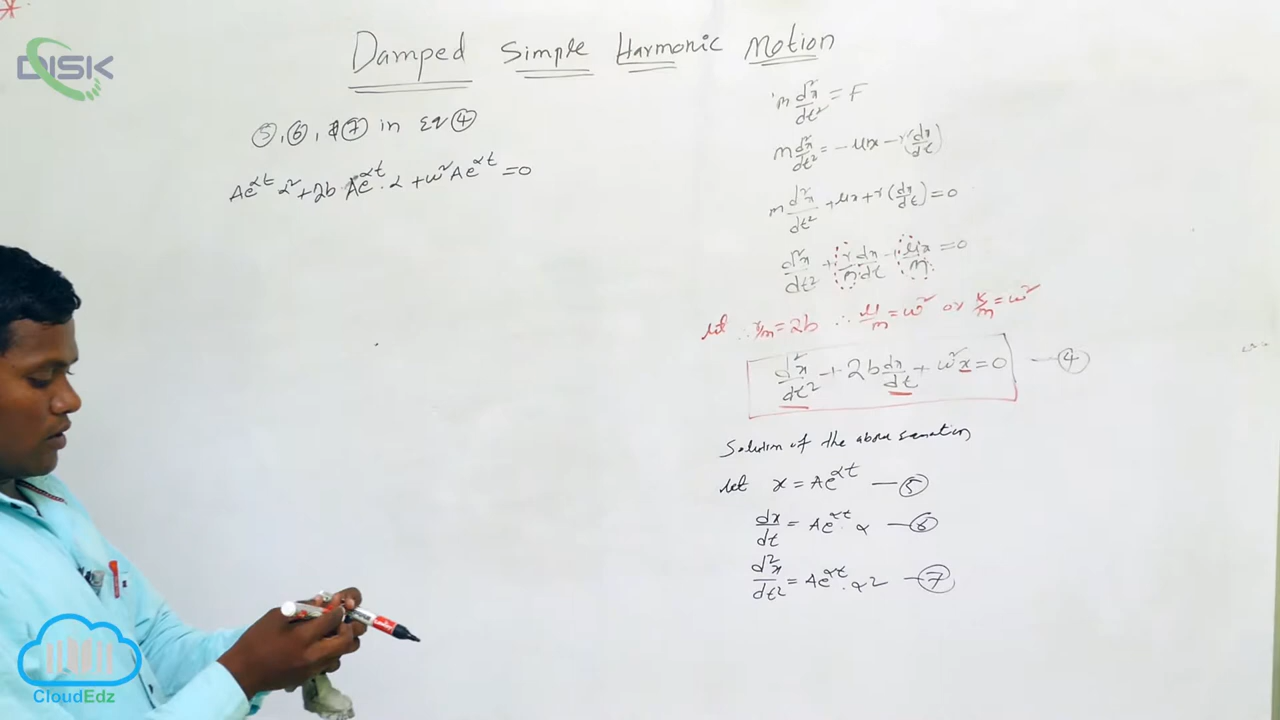 DISK
Damped Simple Harmonic Motion
⑤, ⑥, & ⑦ in Eq ④
Ae^αt α² + 2b Ae^αt · α + ω² Ae^αt = 0
m d²x/dt² = F
m d²x/dt² = -μx - r(dx/dt)
m d²x/dt² + μx + r(dx/dt) = 0
d²x/dt² + r/m dx/dt + μx/m = 0
let ∴ r/m = 2b ∴ μ/m = ω² or k/m = ω²
d²x/dt² + 2b dx/dt + ω²x = 0 — ④
Solution of the above equation
let x = Ae^αt — ⑤
dx/dt = Ae^αt · α — ⑥
d²x/dt² = Ae^αt · α2 — ⑦
CloudEdz